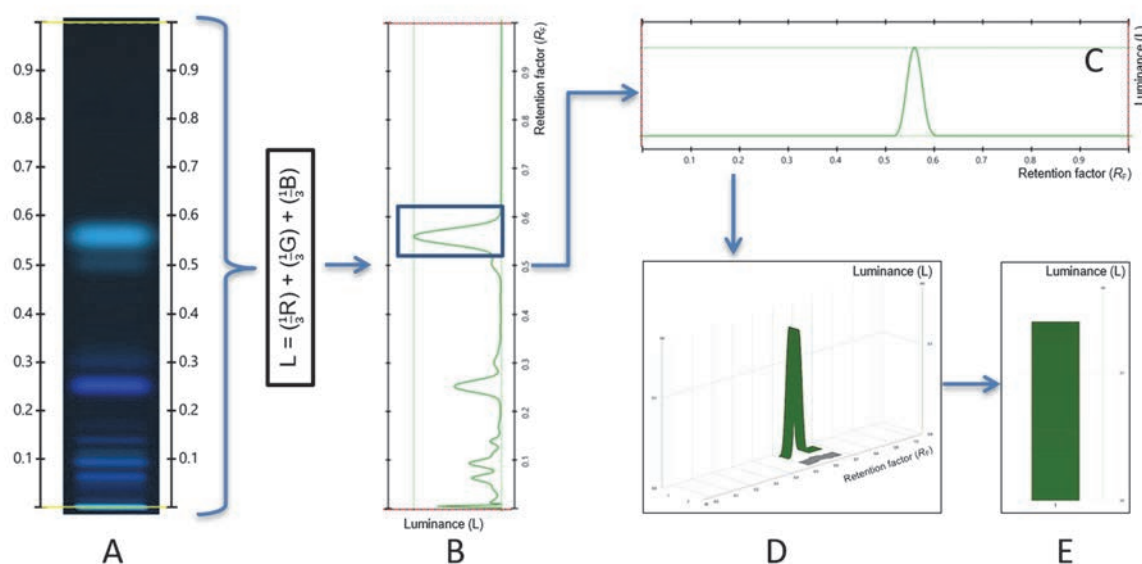 0.9 0.9
0.8 0.8
0.7 0.7
0.6 0.6
0.5 0.5
0.4 0.4
0.3 0.3
0.2 0.2
0.1 0.1
A
L = (⅓R) + (⅓G) + (⅓B)
Retention factor (R_F)
0.9
0.8
0.7
0.6
0.5
0.4
0.3
0.2
0.1
Luminance (L)
B
Luminance (L)
C
0.1 0.2 0.3 0.4 0.5 0.6 0.7 0.8 0.9
Retention factor (R_F)
Luminance (L)
Retention factor (R_F)
D
Luminance (L)
1
E